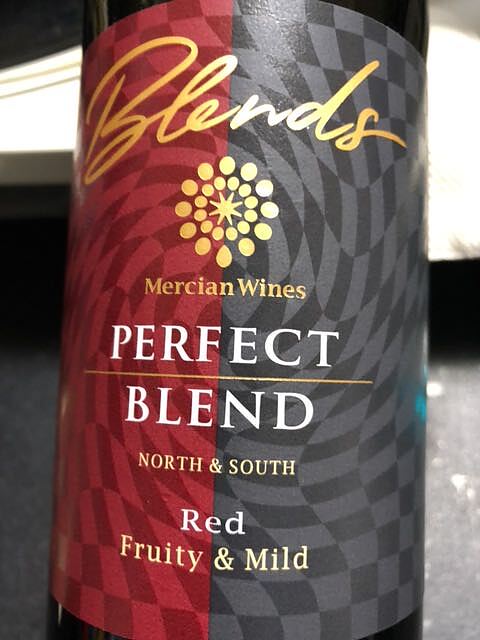 Blends
Mercian Wines
PERFECT
BLEND
NORTH & SOUTH
Red
Fruity & Mild